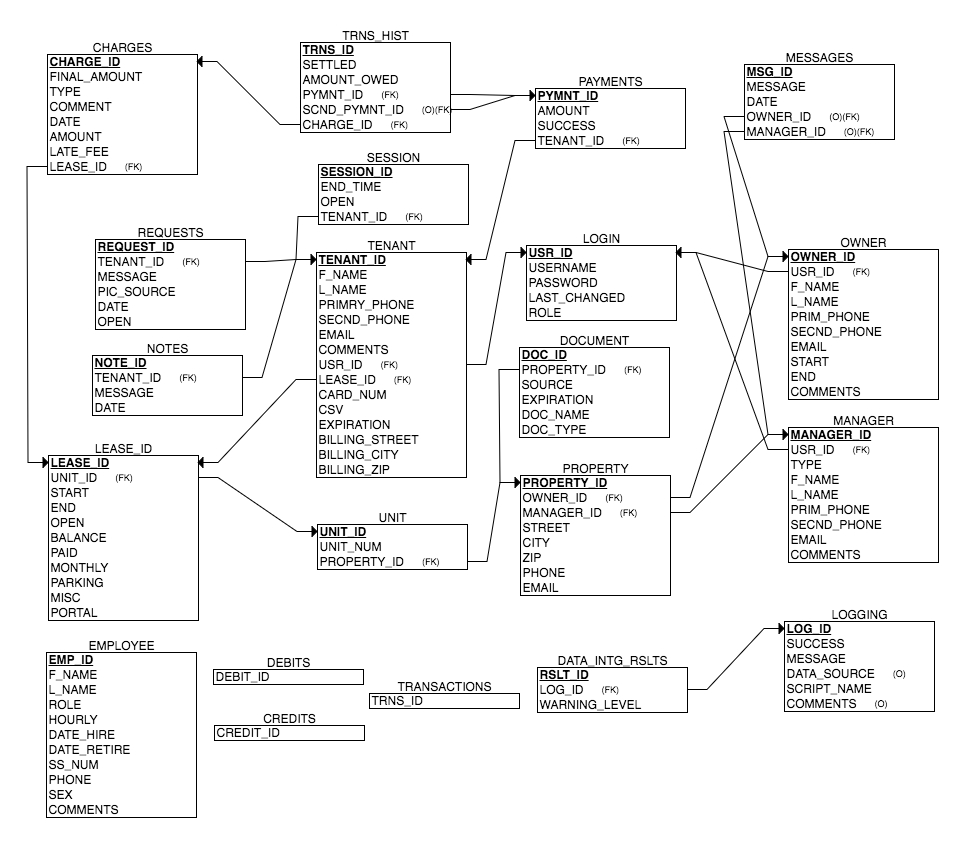 CHARGES
CHARGE_ID
FINAL_AMOUNT
TYPE
COMMENT
DATE
AMOUNT
LATE_FEE
LEASE_ID (FK)
TRNS_HIST
TRNS_ID
SETTLED
AMOUNT_OWED
PYMNT_ID (FK)
SCND_PYMNT_ID (O)(FK)
CHARGE_ID (FK)
PAYMENTS
PYMNT_ID
AMOUNT
SUCCESS
TENANT_ID (FK)
MESSAGES
MSG_ID
MESSAGE
DATE
OWNER_ID (O)(FK)
MANAGER_ID (O)(FK)
SESSION
SESSION_ID
END_TIME
OPEN
TENANT_ID (FK)
REQUESTS
REQUEST_ID
TENANT_ID (FK)
MESSAGE
PIC_SOURCE
DATE
OPEN
TENANT
TENANT_ID
F_NAME
L_NAME
PRIMRY_PHONE
SECND_PHONE
EMAIL
COMMENTS
USR_ID (FK)
LEASE_ID (FK)
CARD_NUM
CSV
EXPIRATION
BILLING_STREET
BILLING_CITY
BILLING_ZIP
LOGIN
USR_ID
USERNAME
PASSWORD
LAST_CHANGED
ROLE
OWNER
OWNER_ID
USR_ID (FK)
F_NAME
L_NAME
PRIM_PHONE
SECND_PHONE
EMAIL
START
END
COMMENTS
NOTES
NOTE_ID
TENANT_ID (FK)
MESSAGE
DATE
DOCUMENT
DOC_ID
PROPERTY_ID (FK)
SOURCE
EXPIRATION
DOC_NAME
DOC_TYPE
MANAGER
MANAGER_ID
USR_ID (FK)
TYPE
F_NAME
L_NAME
PRIM_PHONE
SECND_PHONE
EMAIL
COMMENTS
LEASE_ID
LEASE_ID
UNIT_ID (FK)
START
END
OPEN
BALANCE
PAID
MONTHLY
PARKING
MISC
PORTAL
UNIT
UNIT_ID
UNIT_NUM
PROPERTY_ID (FK)
PROPERTY
PROPERTY_ID
OWNER_ID (FK)
MANAGER_ID (FK)
STREET
CITY
ZIP
PHONE
EMAIL
EMPLOYEE
EMP_ID
F_NAME
L_NAME
ROLE
HOURLY
DATE_HIRE
DATE_RETIRE
SS_NUM
PHONE
SEX
COMMENTS
DEBITS
DEBIT_ID
CREDITS
CREDIT_ID
TRANSACTIONS
TRNS_ID
DATA_INTG_RSLTS
RSLT_ID
LOG_ID (FK)
WARNING_LEVEL
LOGGING
LOG_ID
SUCCESS
MESSAGE
DATA_SOURCE (O)
SCRIPT_NAME
COMMENTS (O)